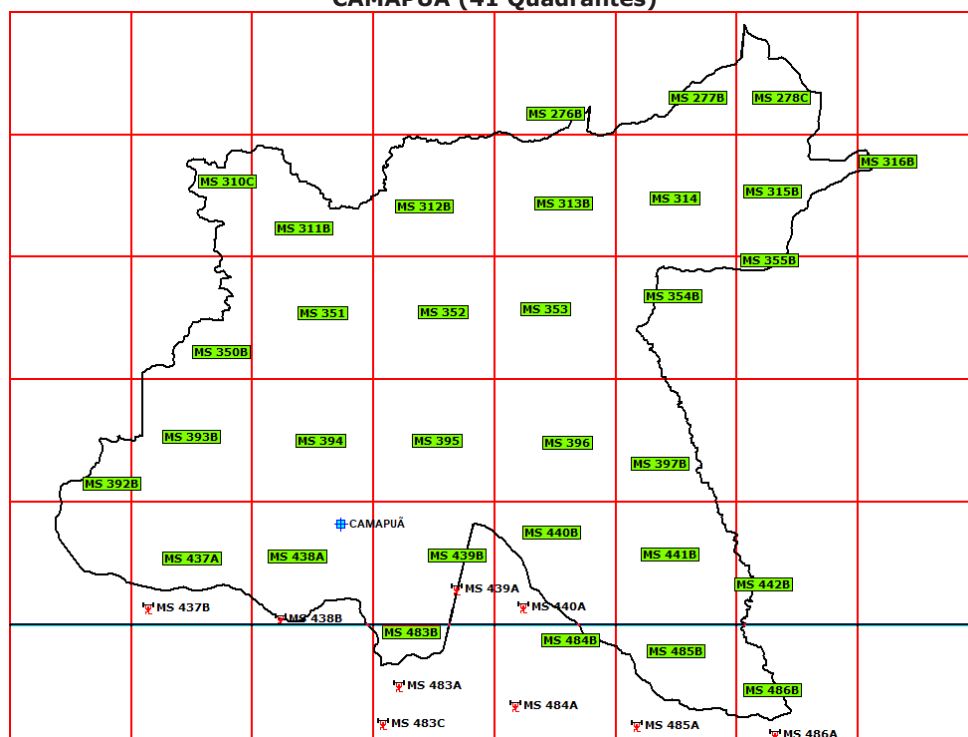 CAMAPUÃ (41 Quadrantes)
MS 277B
MS 278C
MS 276B
MS 316B
MS 310C
MS 315B
MS 314
MS 313B
MS 312B
MS 311B
MS 355B
MS 354B
MS 353
MS 352
MS 351
MS 350B
MS 393B
MS 394
MS 395
MS 396
MS 397B
MS 392B
CAMAPUÃ
MS 440B
MS 437A
MS 438A
MS 439B
MS 441B
MS 442B
MS 439A
MS 437B
MS 440A
MS 438B
MS 483B
MS 484B
MS 485B
MS 483A
MS 486B
MS 484A
MS 483C
MS 485A
MS 486A